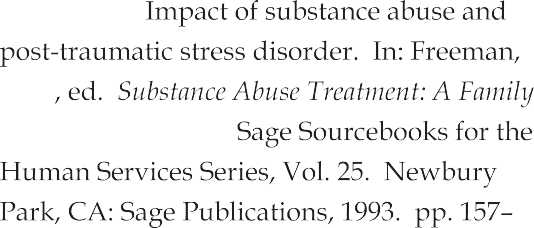 Impact of substance abuse and
post-traumatic stress disorder. In: Freeman,
, ed. Substance Abuse Treatment: A Family
Sage Sourcebooks for the
Human Services Series, Vol. 25. Newbury
Park, CA: Sage Publications, 1993. pp. 157–